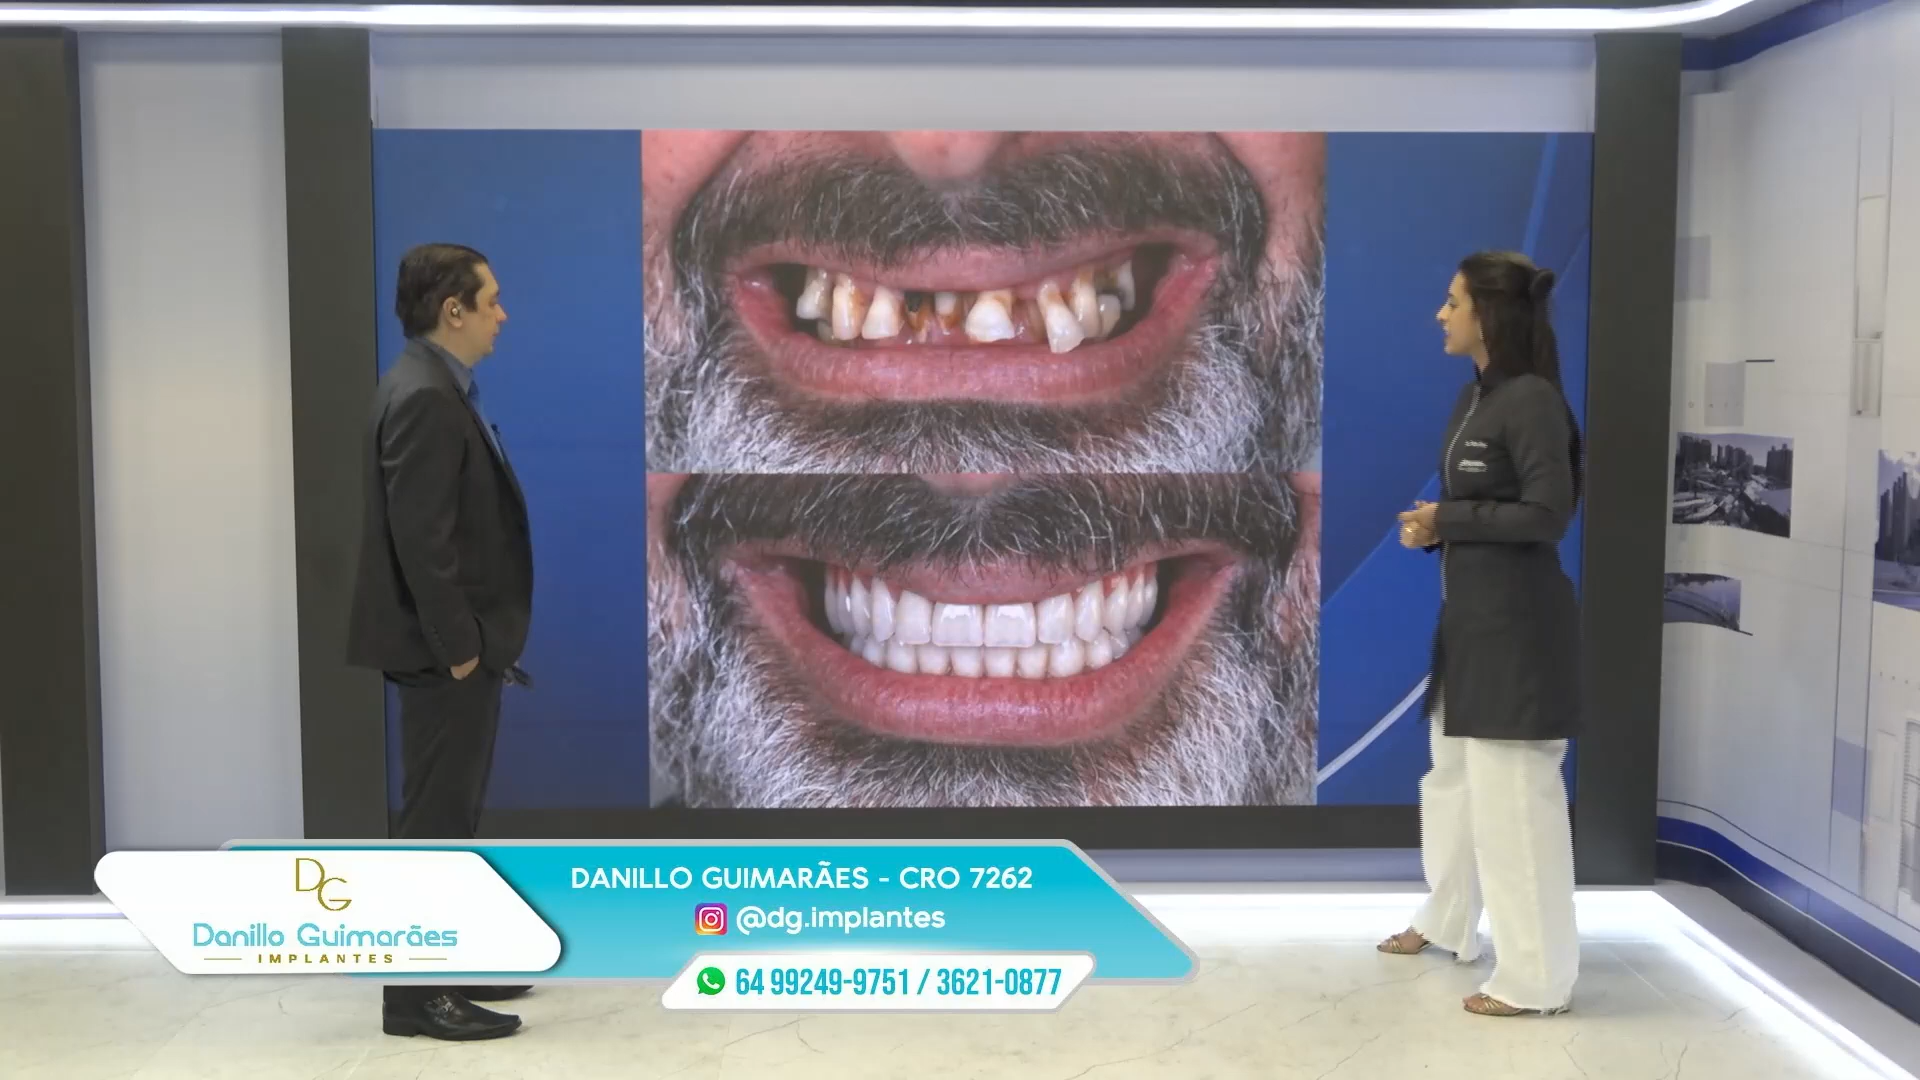 DG
Danillo Guimarães
IMPLANTES
DANILLO GUIMARÃES - CRO 7262
@dg.implantes
64 99249-9751 / 3621-0877